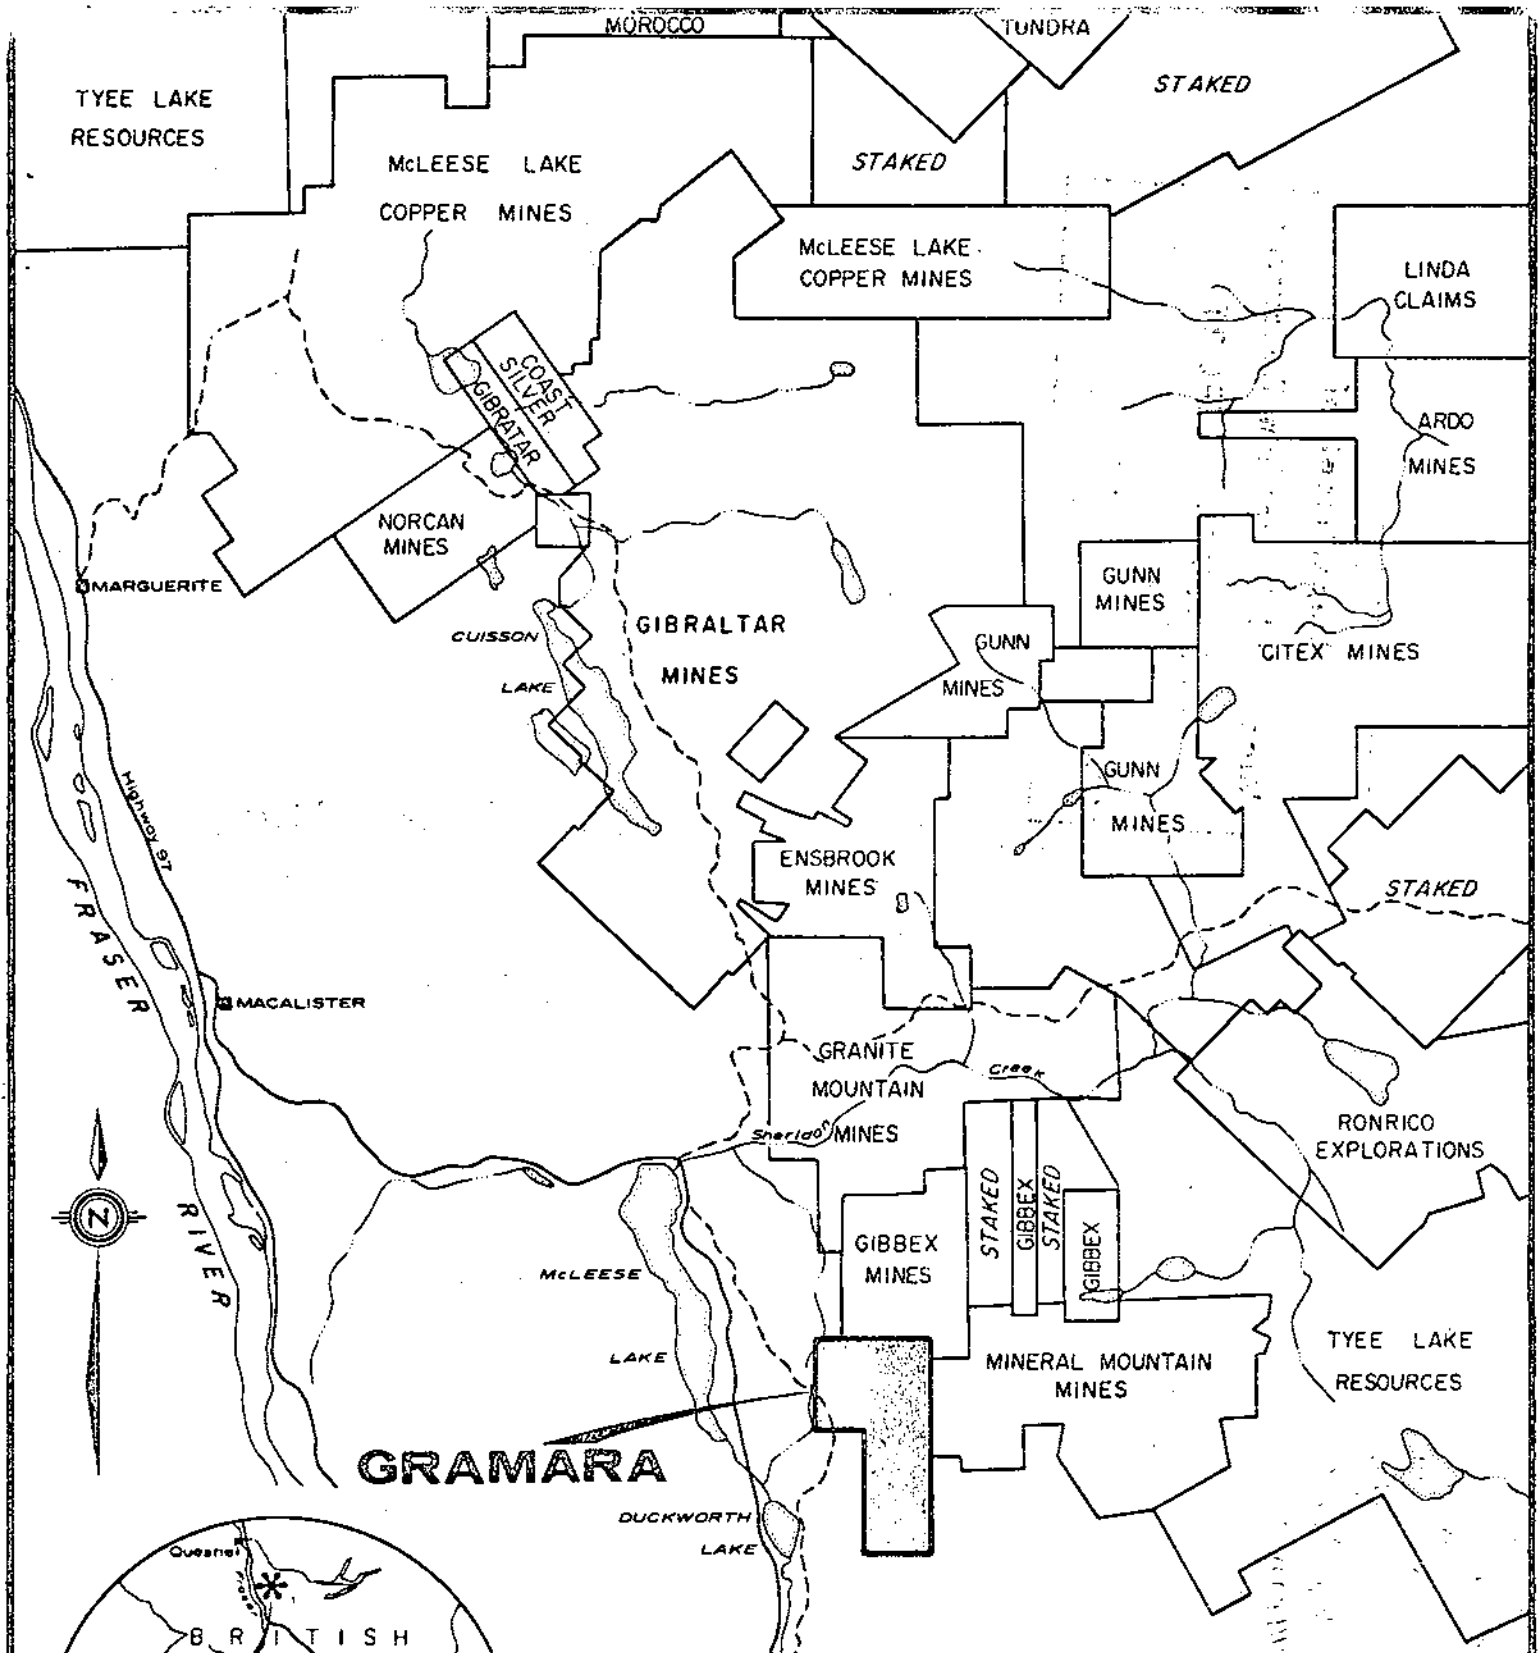 MOROCCO
TUNDRA
STAKED
TYEE LAKE
RESOURCES
McLEESE LAKE
COPPER MINES
STAKED
McLEESE LAKE
COPPER MINES
LINDA
CLAIMS
COAST
SILVER
GIBRATAR
ARDO
MINES
NORCAN
MINES
MARGUERITE
GUNN
MINES
CUISSON
LAKE
GIBRALTAR
MINES
GUNN
MINES
CITEX MINES
Highway 97
GUNN
MINES
ENSBROOK
MINES
STAKED
FRASER
RIVER
MACALISTER
GRANITE
MOUNTAIN
MINES
Creek
Sheridan
RONRICO
EXPLORATIONS
STAKED
GIBBEX
STAKED
GIBBEX
N
GIBBEX
MINES
McLEESE
LAKE
MINERAL MOUNTAIN
MINES
TYEE LAKE
RESOURCES
GRAMARA
DUCKWORTH
LAKE
Quesnel
Fraser
BRITISH